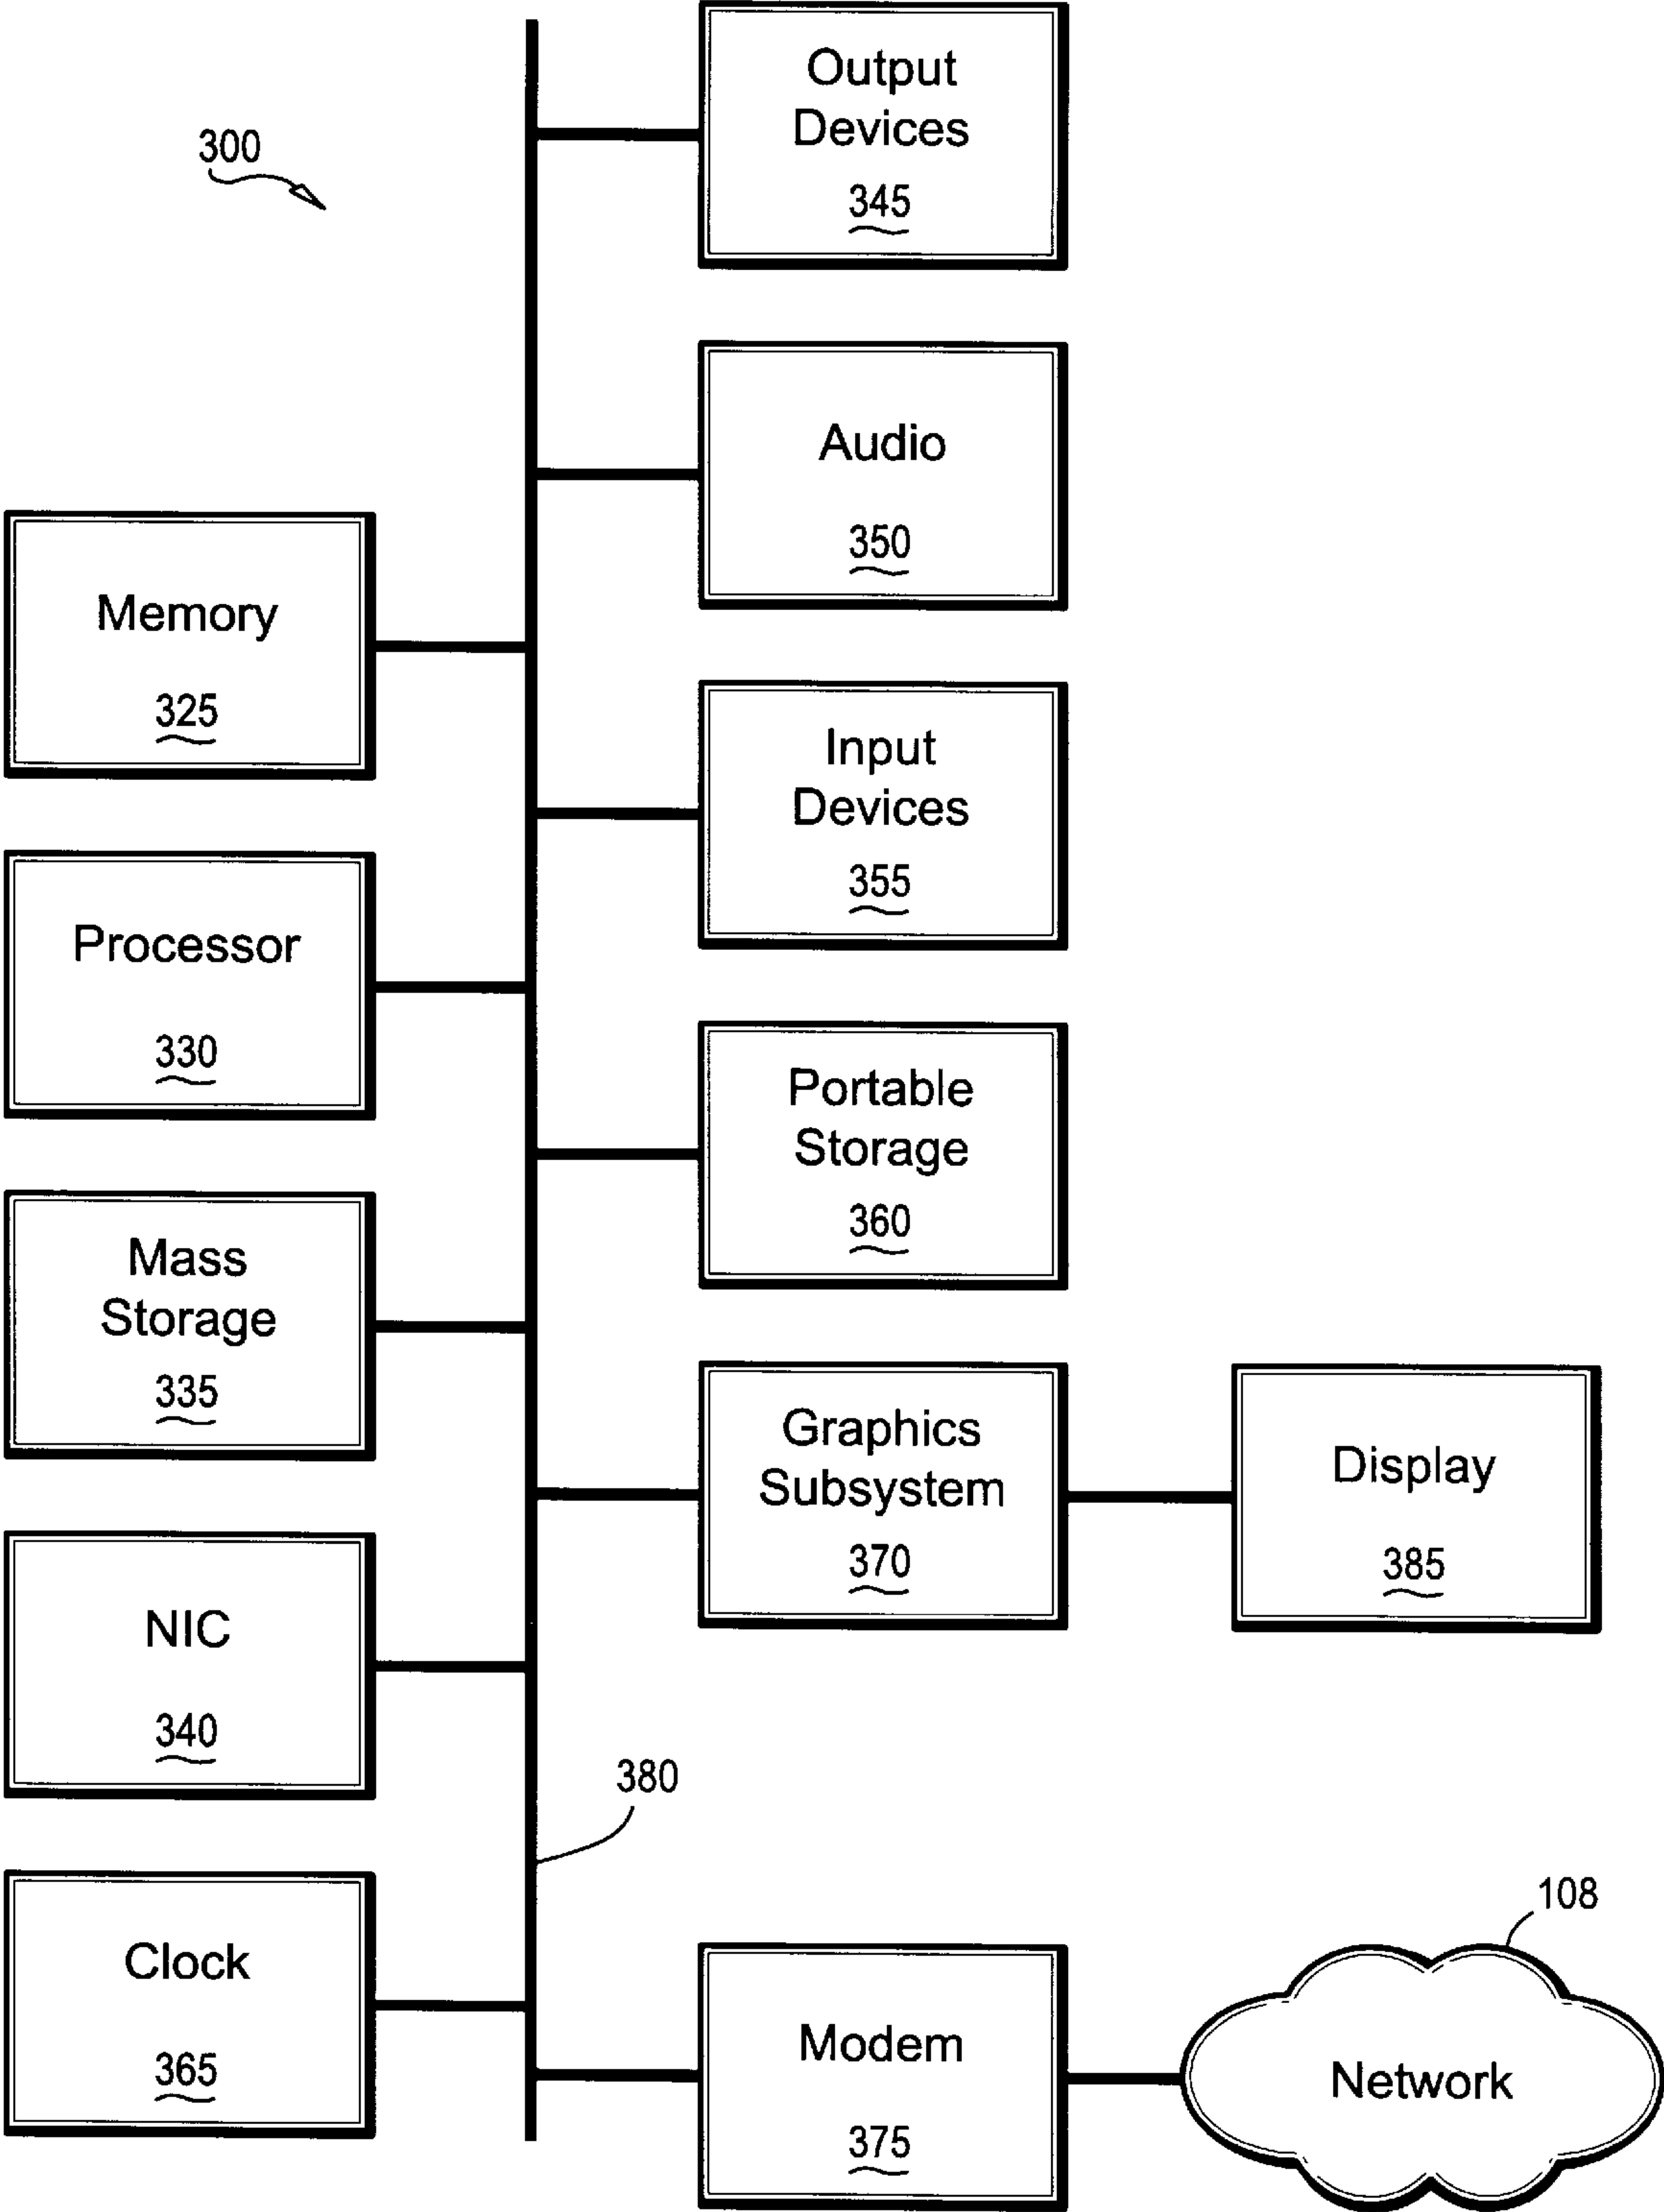 300
Output
Devices
345
Audio
350
Memory
325
Input
Devices
355
Processor
330
Portable
Storage
360
Mass
Storage
335
Graphics
Subsystem
370
Display
385
NIC
340
380
Clock
365
Modem
375
108
Network